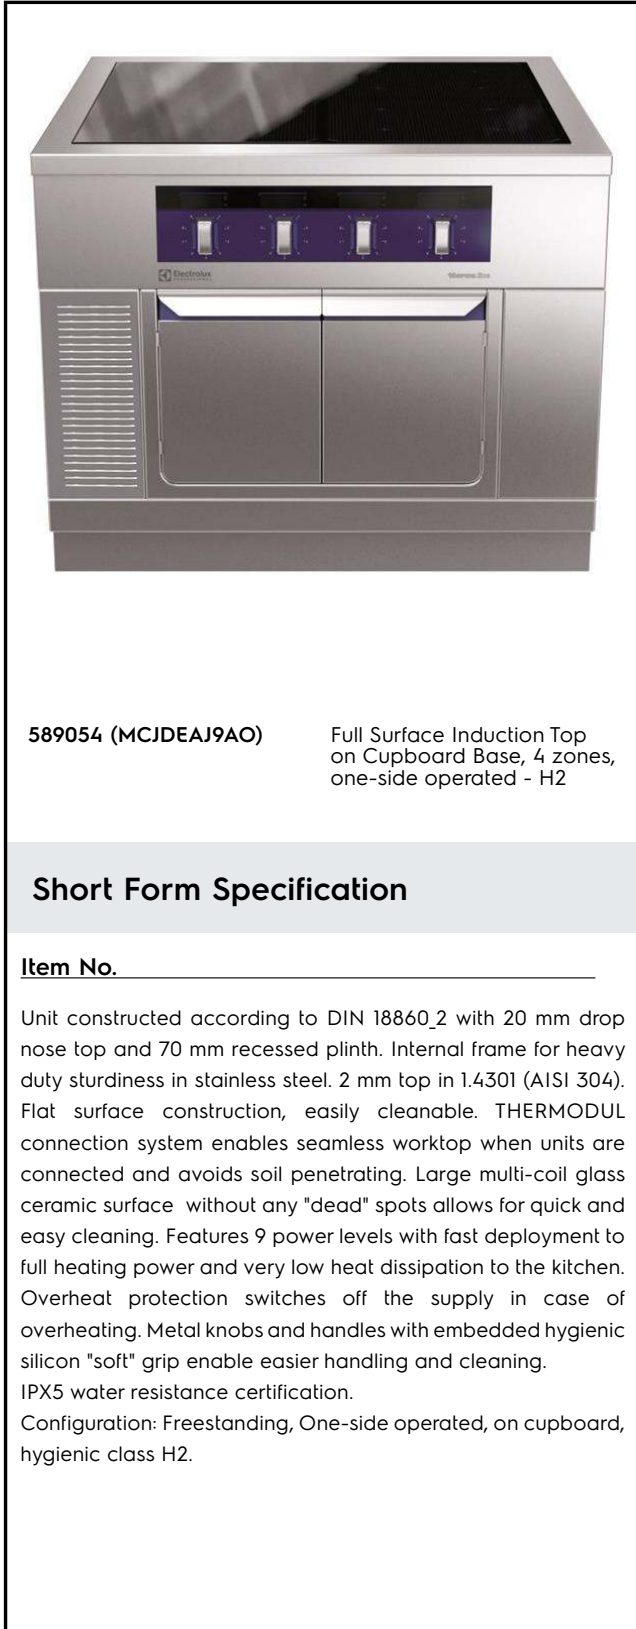 Electrolux
PROFESSIONAL
589054 (MCJDEAJ9AO)
Full Surface Induction Top
on Cupboard Base, 4 zones,
one-side operated - H2
Short Form Specification
Item No.
Unit constructed according to DIN 18860_2 with 20 mm drop
nose top and 70 mm recessed plinth. Internal frame for heavy
duty sturdiness in stainless steel. 2 mm top in 1.4301 (AISI 304).
Flat surface construction, easily cleanable. THERMODUL
connection system enables seamless worktop when units are
connected and avoids soil penetrating. Large multi-coil glass
ceramic surface without any "dead" spots allows for quick and
easy cleaning. Features 9 power levels with fast deployment to
full heating power and very low heat dissipation to the kitchen.
Overheat protection switches off the supply in case of
overheating. Metal knobs and handles with embedded hygienic
silicon "soft" grip enable easier handling and cleaning.
IPX5 water resistance certification.
Configuration: Freestanding, One-side operated, on cupboard,
hygienic class H2.